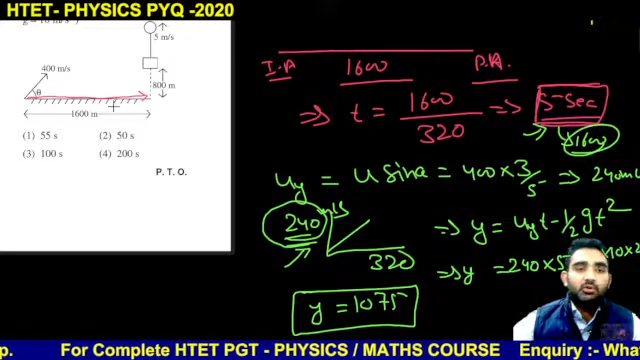 HTET- PHYSICS PYQ -2020
5 m/s
400 m/s
θ
800 m
1600 m
(1) 55 s (2) 50 s
(3) 100 s (4) 200 s
P. T. O.
1600
⇒ t = 1600/320 ⇒ 5-Sec
1600
uy = u sinα = 400 × 3/5 ⇒ 240
240 m/s
320
⇒ y = uyt - 1/2 gt²
⇒ y = 240×5
y = 1075
p. For Complete HTET PGT - PHYSICS / MATHS COURSE Enquiry :- Wha